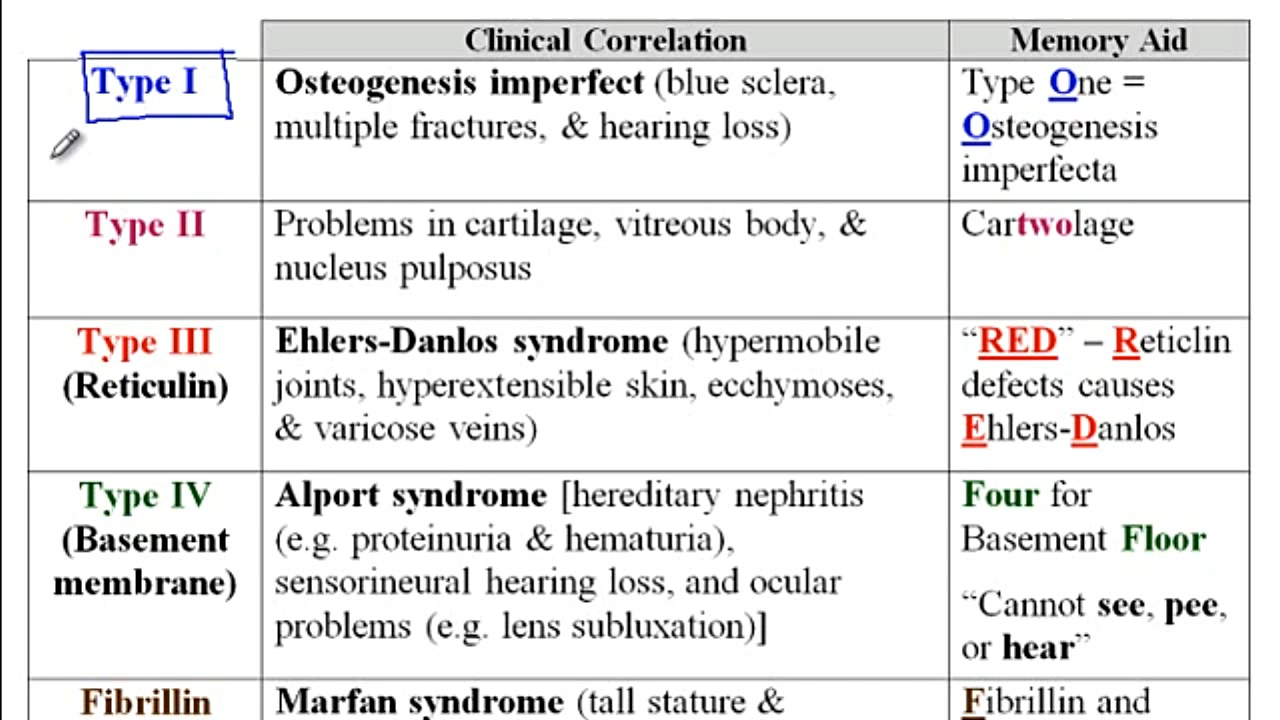 Clinical Correlation Memory Aid
Type I
Osteogenesis imperfect (blue sclera,
multiple fractures, & hearing loss)
Type One =
Osteogenesis
imperfecta
Type II
Problems in cartilage, vitreous body, &
nucleus pulposus
Cartwolage
Type III
(Reticulin)
Ehlers-Danlos syndrome (hypermobile
joints, hyperextensible skin, ecchymoses,
& varicose veins)
“RED” – Reticlin
defects causes
Ehlers-Danlos
Type IV
(Basement
membrane)
Alport syndrome [hereditary nephritis
(e.g. proteinuria & hematuria),
sensorineural hearing loss, and ocular
problems (e.g. lens subluxation)]
Four for
Basement Floor
“Cannot see, pee,
or hear”
Fibrillin
Marfan syndrome (tall stature &
Fibrillin and